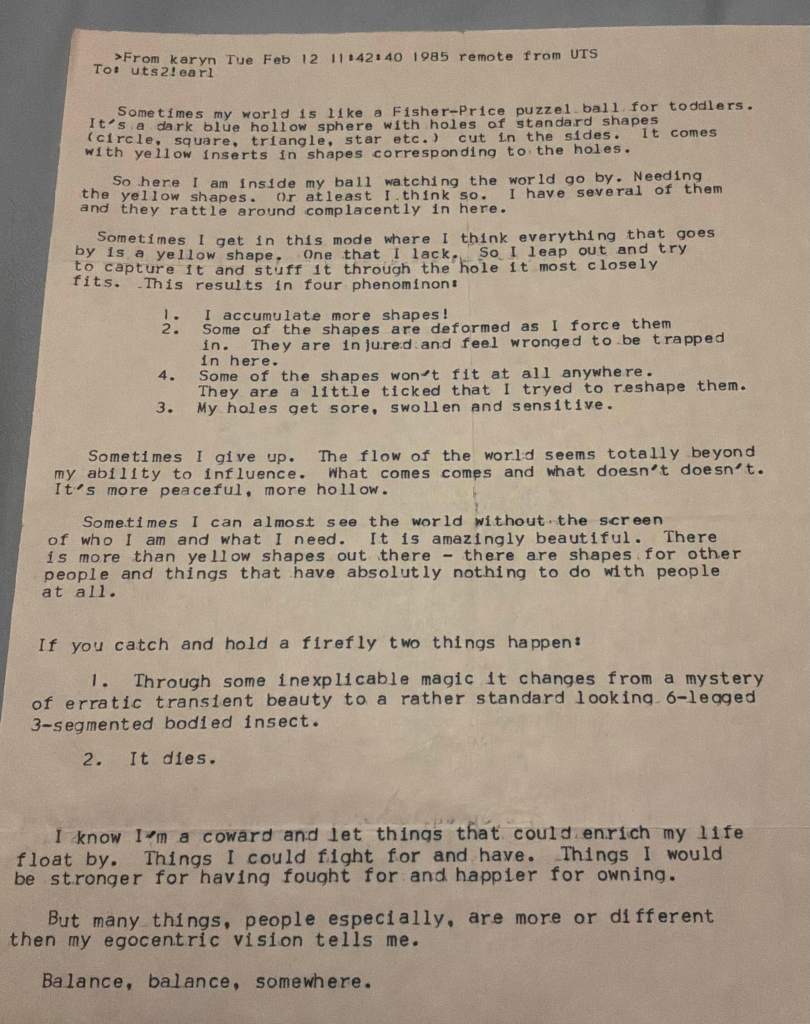 >From karyn Tue Feb 12 11:42:40 1985 remote from UTS
To: uts2!earl
Sometimes my world is like a Fisher-Price puzzel ball for toddlers.
It's a dark blue hollow sphere with holes of standard shapes
(circle, square, triangle, star etc.) cut in the sides. It comes
with yellow inserts in shapes corresponding to the holes.
So here I am inside my ball watching the world go by. Needing
the yellow shapes. Or atleast I think so. I have several of them
and they rattle around complacently in here.
Sometimes I get in this mode where I think everything that goes
by is a yellow shape. One that I lack. So I leap out and try
to capture it and stuff it through the hole it most closely
fits. This results in four phenominon:
1. I accumulate more shapes!
2. Some of the shapes are deformed as I force them
in. They are injured and feel wronged to be trapped
in here.
4. Some of the shapes won't fit at all anywhere.
They are a little ticked that I tryed to reshape them.
3. My holes get sore, swollen and sensitive.
Sometimes I give up. The flow of the world seems totally beyond
my ability to influence. What comes comes and what doesn't doesn't.
It's more peaceful, more hollow.
Sometimes I can almost see the world without the screen
of who I am and what I need. It is amazingly beautiful. There
is more than yellow shapes out there - there are shapes for other
people and things that have absolutly nothing to do with people
at all.
If you catch and hold a firefly two things happen:
1. Through some inexplicable magic it changes from a mystery
of erratic transient beauty to a rather standard looking 6-legged
3-segmented bodied insect.
2. It dies.
I know I'm a coward and let things that could enrich my life
float by. Things I could fight for and have. Things I would
be stronger for having fought for and happier for owning.
But many things, people especially, are more or different
then my egocentric vision tells me.
Balance, balance, somewhere.